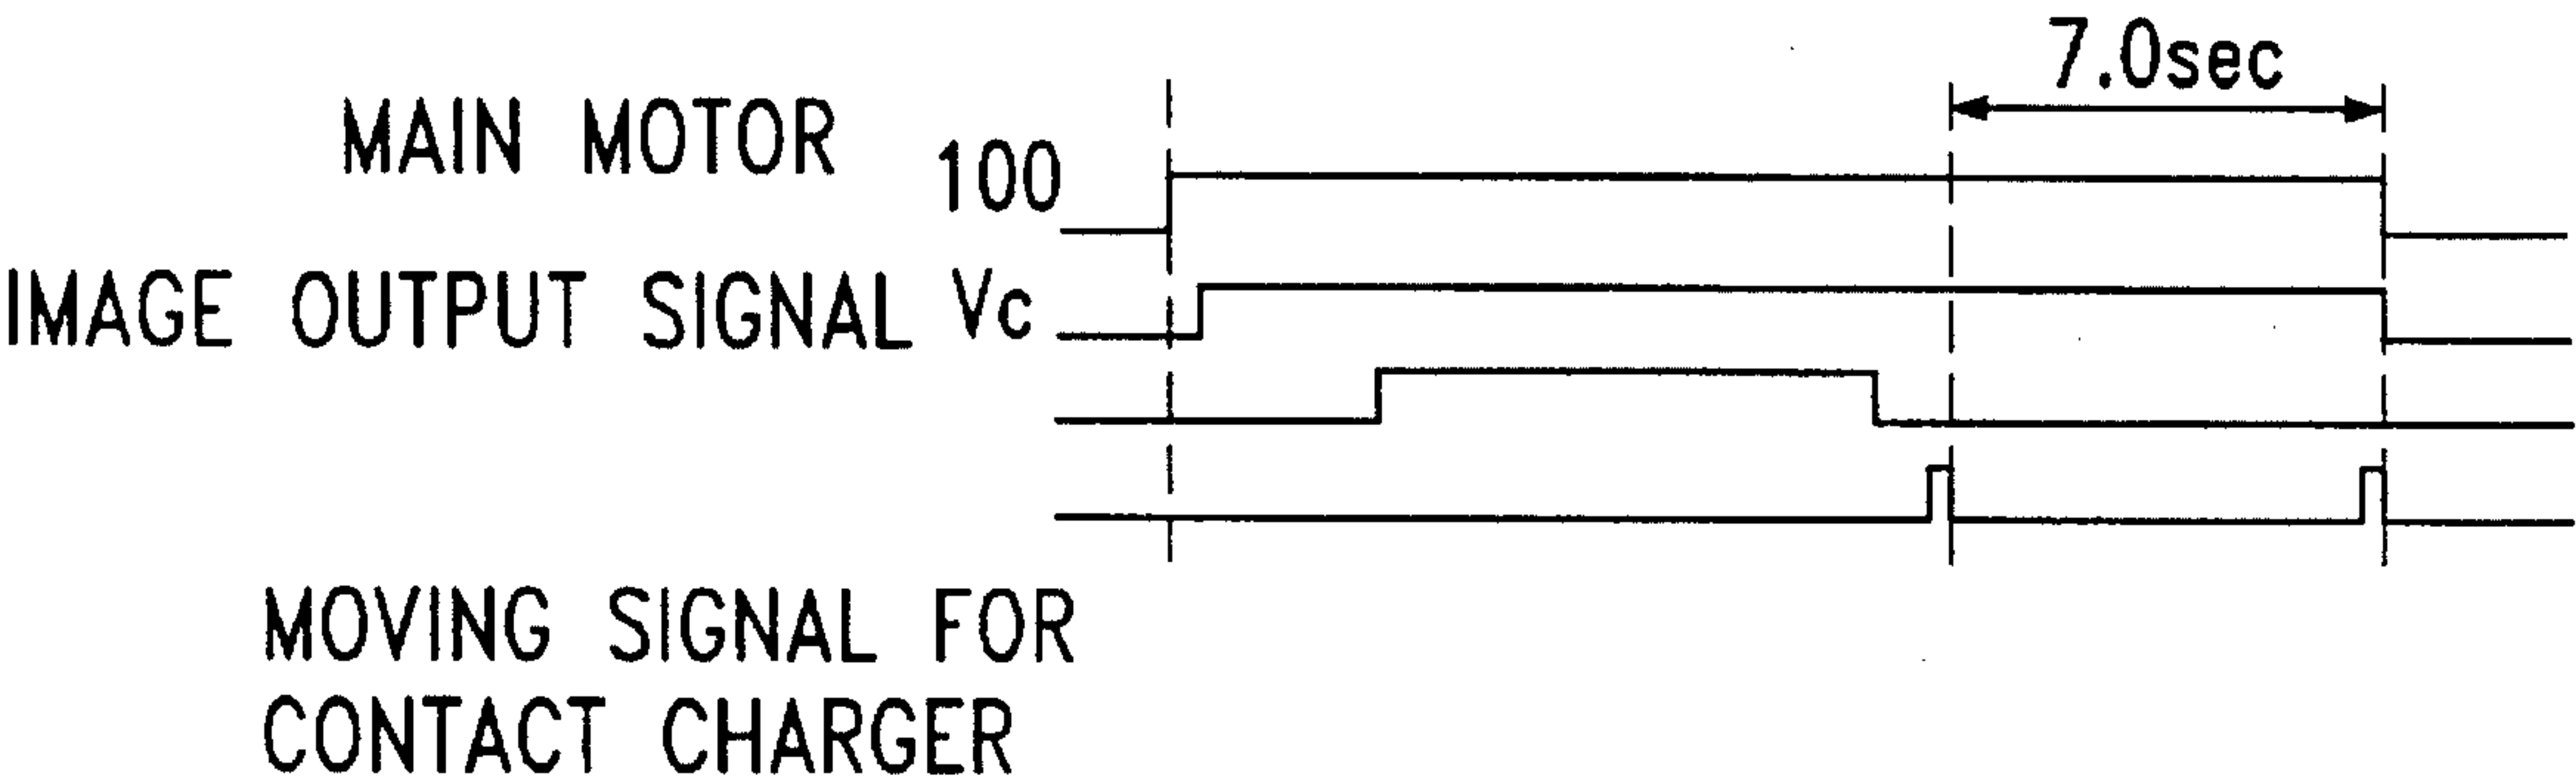 7.0sec
MAIN MOTOR 100
IMAGE OUTPUT SIGNAL Vc
MOVING SIGNAL FOR
CONTACT CHARGER